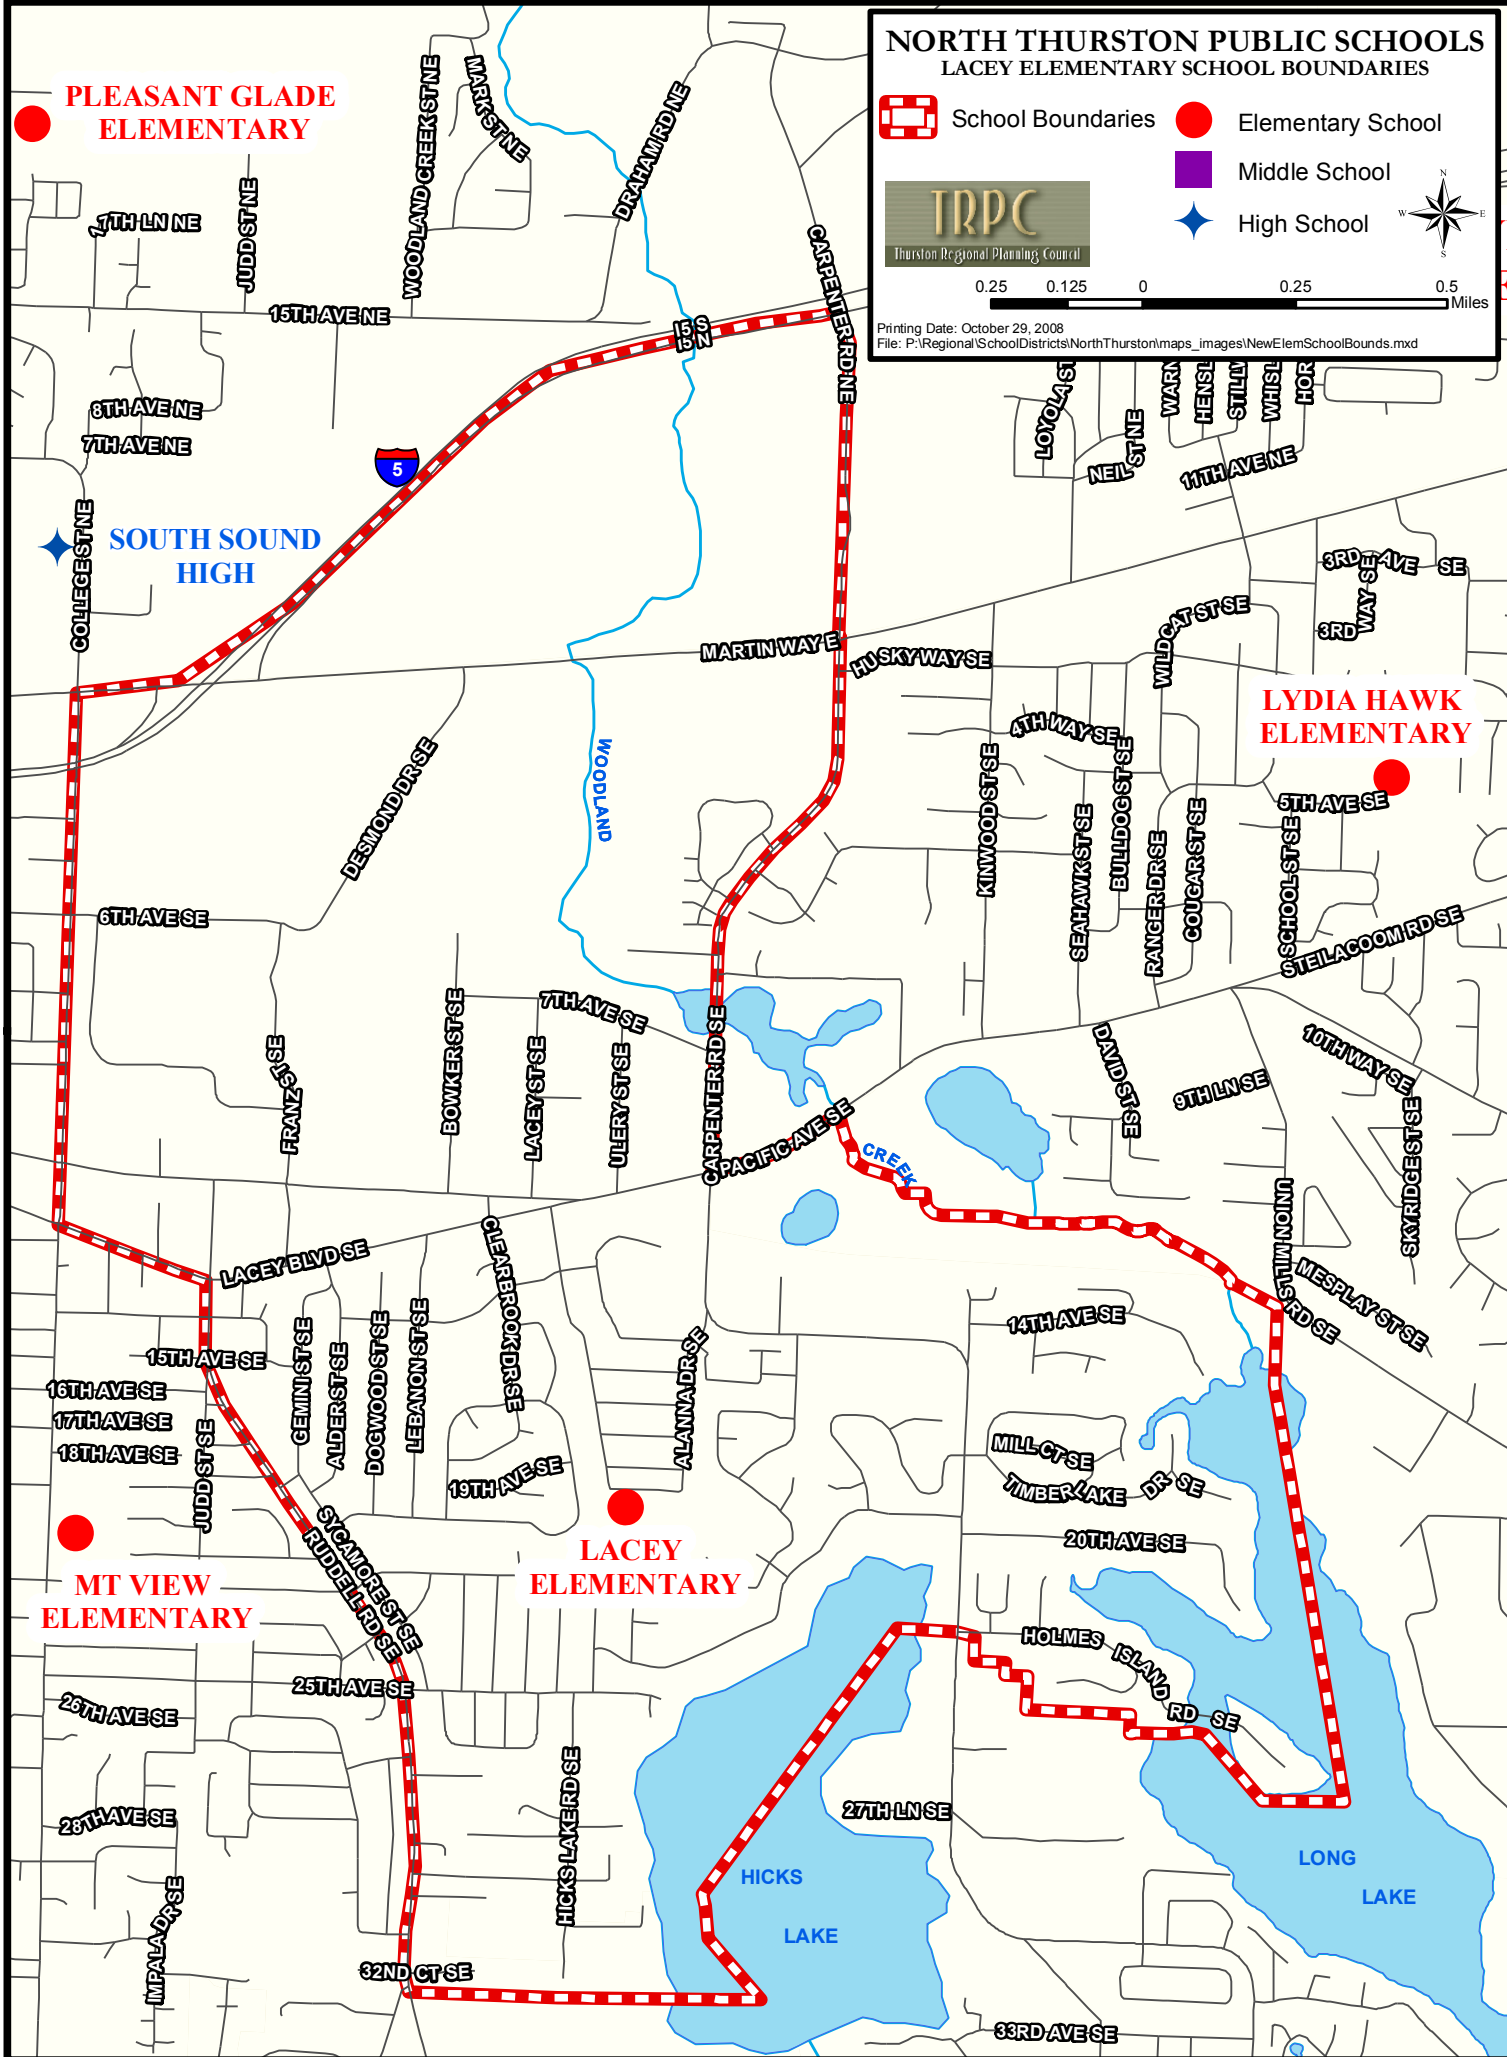 NORTH THURSTON PUBLIC SCHOOLS
LACEY ELEMENTARY SCHOOL BOUNDARIES
School Boundaries
Elementary School
Middle School
High School
TRPC
Thurston Regional Planning Council
N
W
E
S
0.25 0.125 0 0.25 0.5
Miles
Printing Date: October 29, 2008
File: P:\Regional\SchoolDistricts\NorthThurston\maps_images\NewElemSchoolBounds.mxd
PLEASANT GLADE
ELEMENTARY
WOODLAND CREEK ST NE
MARK ST NE
DRAHAM RD NE
17TH LN NE
JUDD ST NE
CARPENTER RD NE
15TH AVE NE
I5 S
I5 N
8TH AVE NE
7TH AVE NE
5
LOYOLA ST
NEIL ST NE
WARN
HENSL
STILLW
WHISL
HOR
11TH AVE NE
COLLEGE ST NE
SOUTH SOUND
HIGH
3RD AVE SE
3RD WAY SE
WILDCAT ST SE
MARTIN WAY E
HUSKY WAY SE
LYDIA HAWK
ELEMENTARY
4TH WAY SE
DESMOND DR SE
WOODLAND
KINWOOD ST SE
SEAHAWK ST SE
BULLDOG ST SE
RANGER DR SE
COUGAR ST SE
5TH AVE SE
SCHOOL ST SE
STEILACOOM RD SE
6TH AVE SE
FRANZ ST SE
BOWKER ST SE
7TH AVE SE
LACEY ST SE
ULERY ST SE
CARPENTER RD SE
PACIFIC AVE SE
CREEK
DAVID ST SE
9TH LN SE
10TH WAY SE
SKYRIDGE ST SE
UNION MILLS RD SE
MESPLAY ST SE
LACEY BLVD SE
CLEARBROOK DR SE
14TH AVE SE
15TH AVE SE
16TH AVE SE
17TH AVE SE
18TH AVE SE
JUDD ST SE
GEMINI ST SE
ALDER ST SE
DOGWOOD ST SE
LEBANON ST SE
ALANNA DR SE
19TH AVE SE
MILL CT SE
TIMBERLAKE DR SE
20TH AVE SE
SYCAMORE ST SE
RUDDELL RD SE
MT VIEW
ELEMENTARY
LACEY
ELEMENTARY
HOLMES ISLAND RD SE
25TH AVE SE
26TH AVE SE
28TH AVE SE
HICKS LAKE RD SE
27TH LN SE
HICKS
LAKE
LONG
LAKE
IMPALA DR SE
32ND CT SE
33RD AVE SE